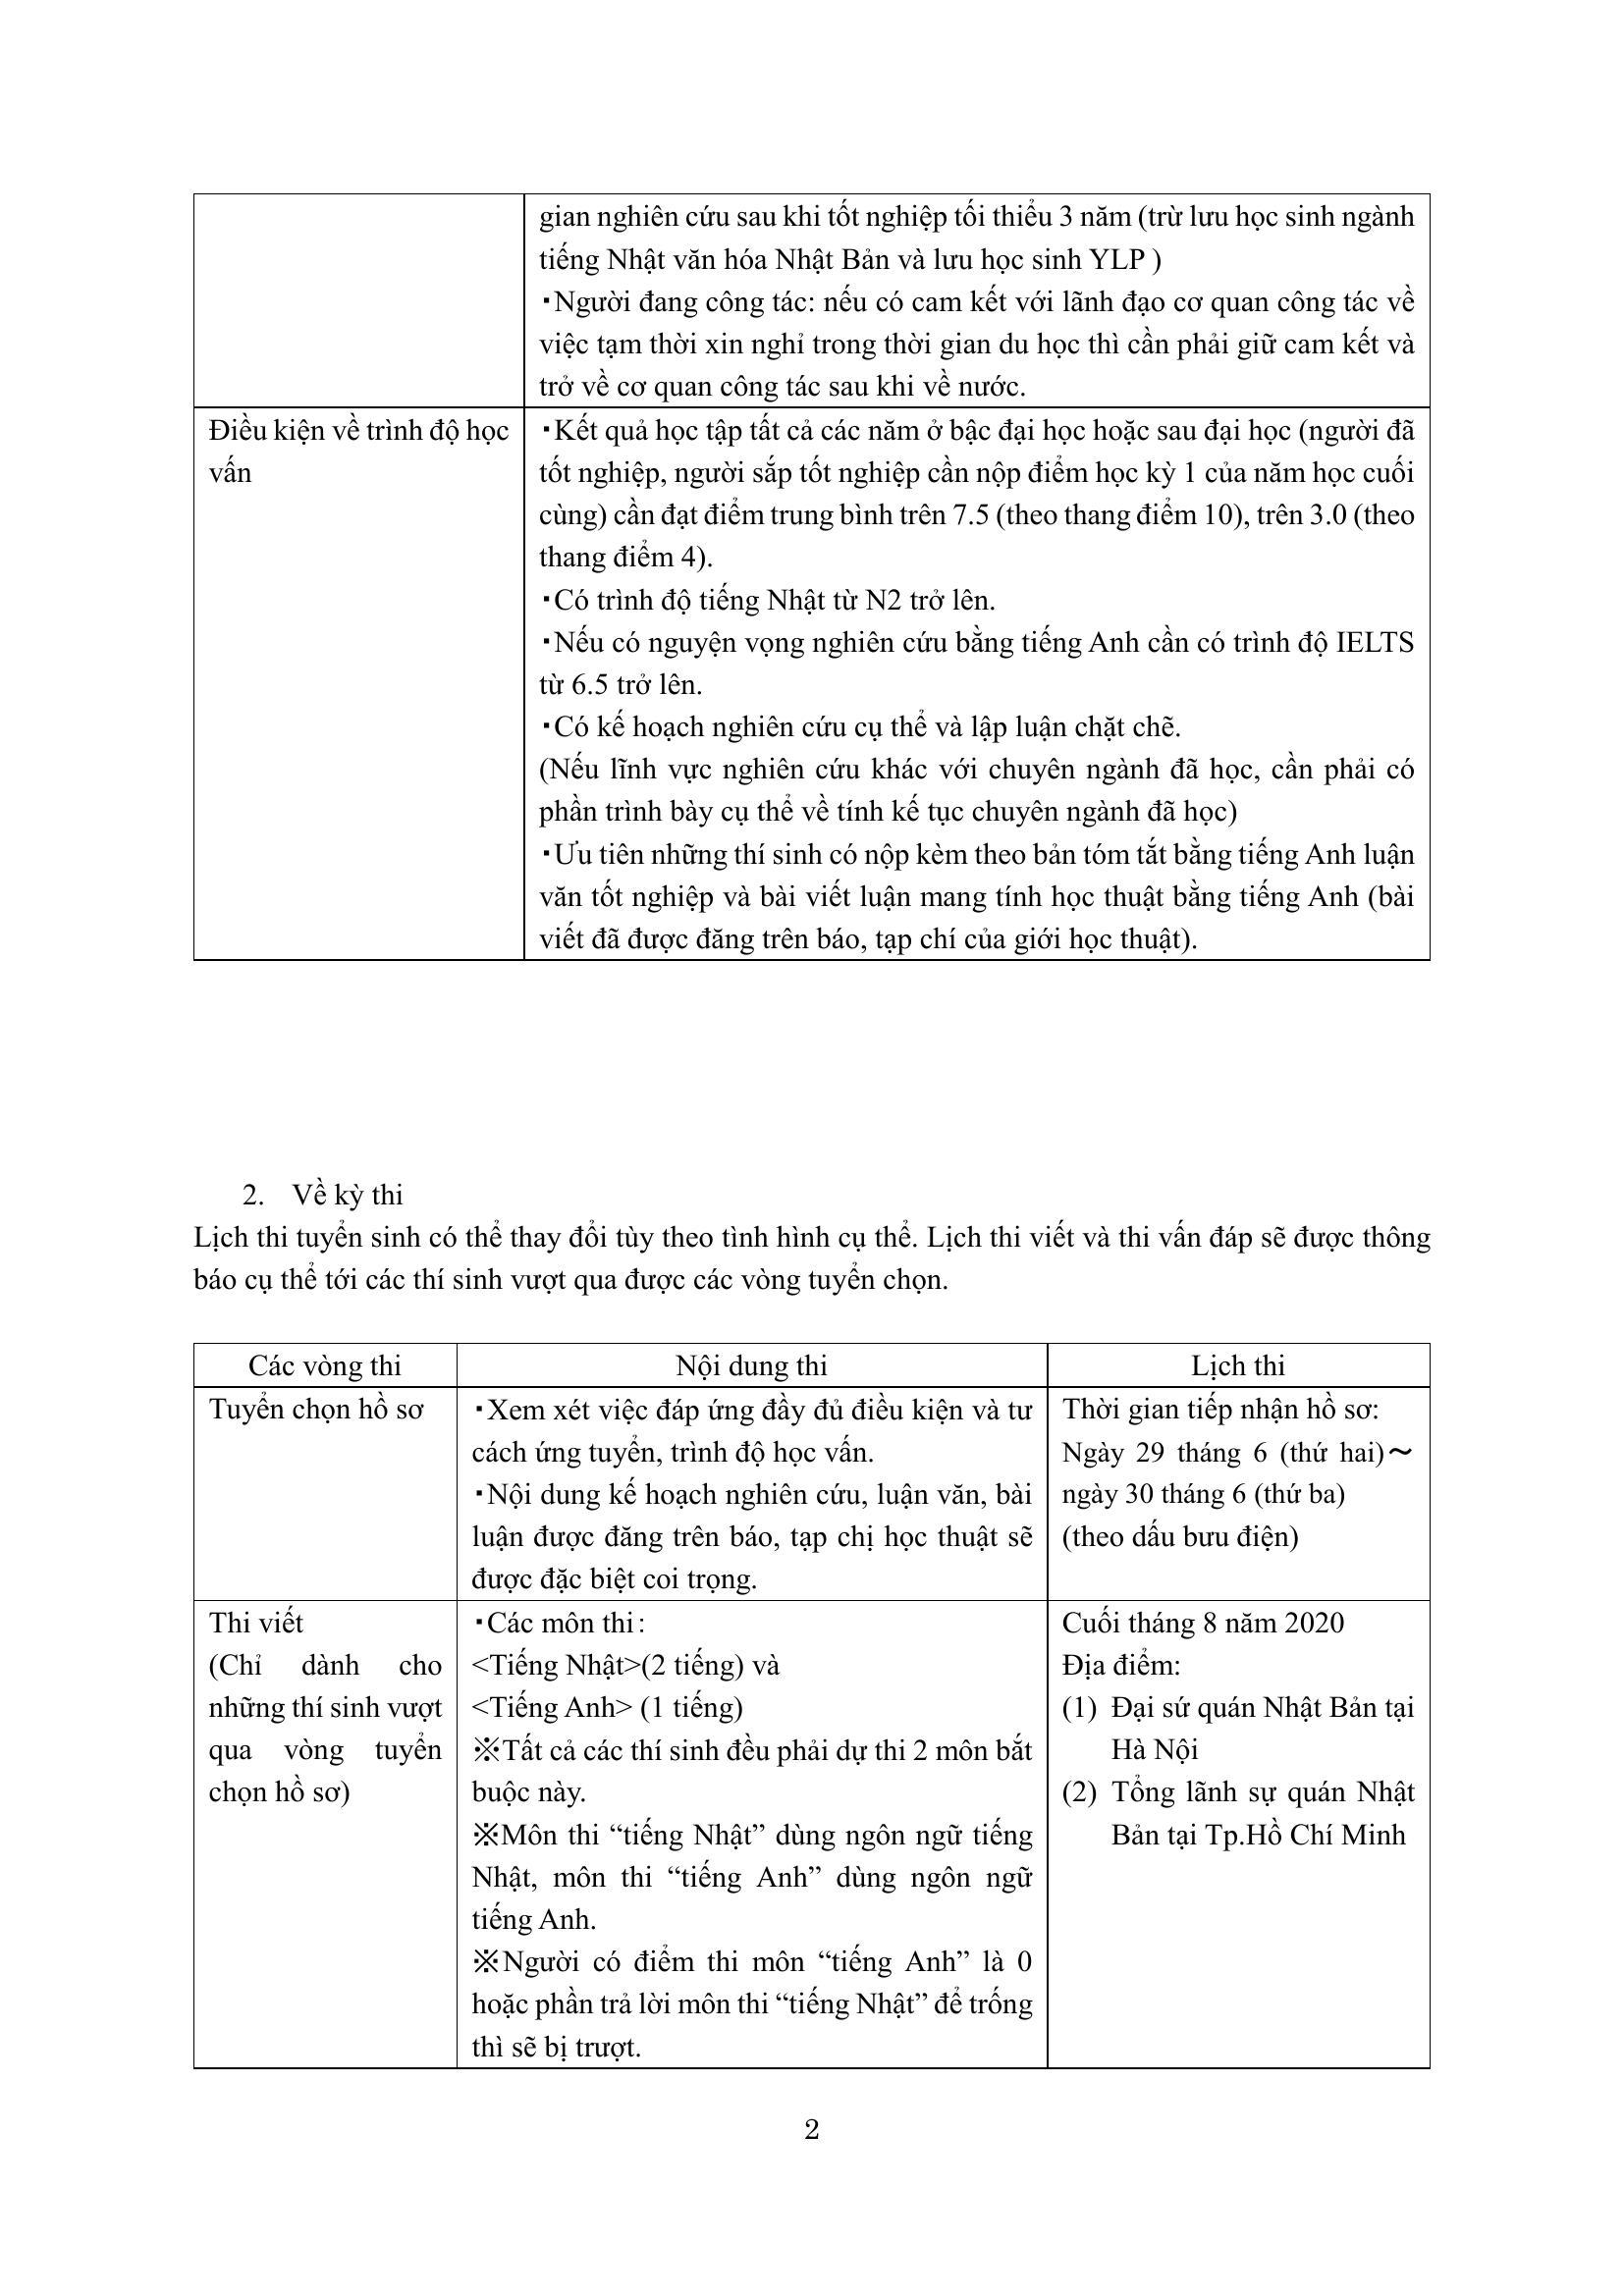 gian nghiên cứu sau khi tốt nghiệp tối thiểu 3 năm (trừ lưu học sinh ngành
tiếng Nhật văn hóa Nhật Bản và lưu học sinh YLP )
・Người đang công tác: nếu có cam kết với lãnh đạo cơ quan công tác về
việc tạm thời xin nghỉ trong thời gian du học thì cần phải giữ cam kết và
trở về cơ quan công tác sau khi về nước.
Điều kiện về trình độ học
vấn
・Kết quả học tập tất cả các năm ở bậc đại học hoặc sau đại học (người đã
tốt nghiệp, người sắp tốt nghiệp cần nộp điểm học kỳ 1 của năm học cuối
cùng) cần đạt điểm trung bình trên 7.5 (theo thang điểm 10), trên 3.0 (theo
thang điểm 4).
・Có trình độ tiếng Nhật từ N2 trở lên.
・Nếu có nguyện vọng nghiên cứu bằng tiếng Anh cần có trình độ IELTS
từ 6.5 trở lên.
・Có kế hoạch nghiên cứu cụ thể và lập luận chặt chẽ.
(Nếu lĩnh vực nghiên cứu khác với chuyên ngành đã học, cần phải có
phần trình bày cụ thể về tính kế tục chuyên ngành đã học)
・Ưu tiên những thí sinh có nộp kèm theo bản tóm tắt bằng tiếng Anh luận
văn tốt nghiệp và bài viết luận mang tính học thuật bằng tiếng Anh (bài
viết đã được đăng trên báo, tạp chí của giới học thuật).
2. Về kỳ thi
Lịch thi tuyển sinh có thể thay đổi tùy theo tình hình cụ thể. Lịch thi viết và thi vấn đáp sẽ được thông
báo cụ thể tới các thí sinh vượt qua được các vòng tuyển chọn.
Các vòng thi
Nội dung thi
Lịch thi
Tuyển chọn hồ sơ
・Xem xét việc đáp ứng đầy đủ điều kiện và tư
cách ứng tuyển, trình độ học vấn.
・Nội dung kế hoạch nghiên cứu, luận văn, bài
luận được đăng trên báo, tạp chị học thuật sẽ
được đặc biệt coi trọng.
Thời gian tiếp nhận hồ sơ:
Ngày 29 tháng 6 (thứ hai)～
ngày 30 tháng 6 (thứ ba)
(theo dấu bưu điện)
Thi viết
(Chỉ dành cho
những thí sinh vượt
qua vòng tuyển
chọn hồ sơ)
・Các môn thi:
<Tiếng Nhật>(2 tiếng) và
<Tiếng Anh> (1 tiếng)
※Tất cả các thí sinh đều phải dự thi 2 môn bắt
buộc này.
※Môn thi “tiếng Nhật” dùng ngôn ngữ tiếng
Nhật, môn thi “tiếng Anh” dùng ngôn ngữ
tiếng Anh.
※Người có điểm thi môn “tiếng Anh” là 0
hoặc phần trả lời môn thi “tiếng Nhật” để trống
thì sẽ bị trượt.
Cuối tháng 8 năm 2020
Địa điểm:
(1) Đại sứ quán Nhật Bản tại
Hà Nội
(2) Tổng lãnh sự quán Nhật
Bản tại Tp.Hồ Chí Minh
2